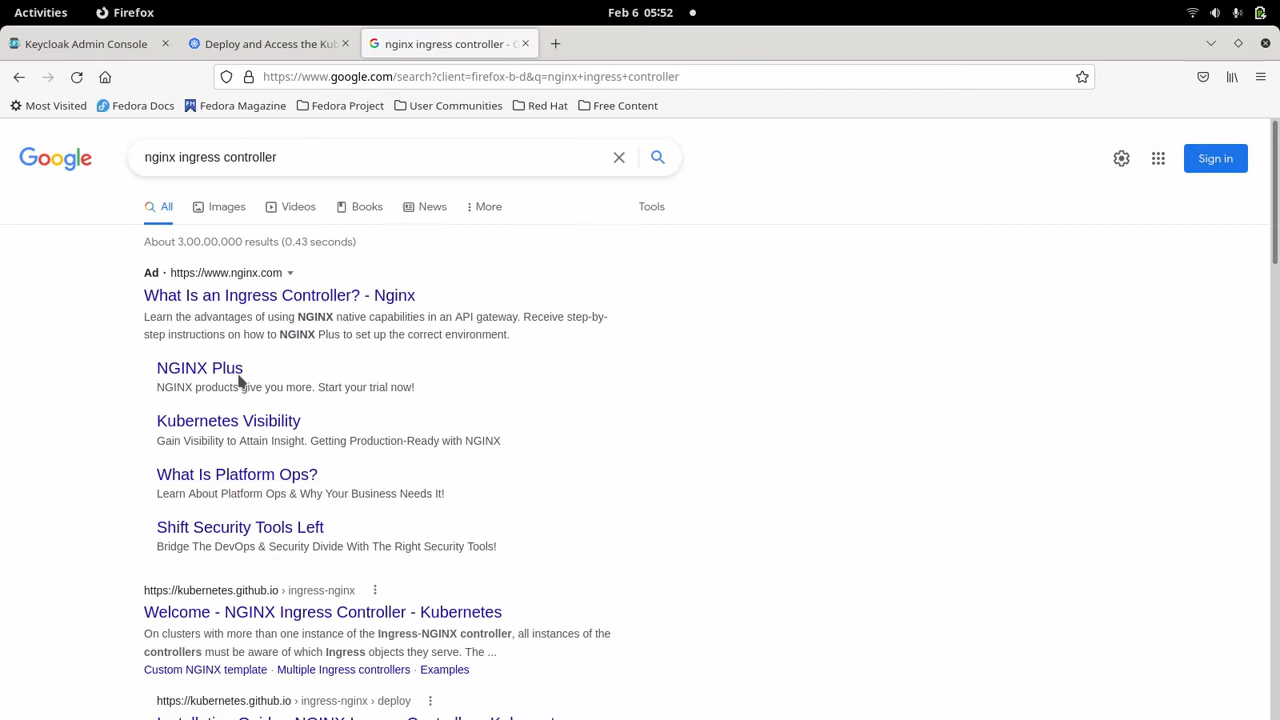 Activities
Firefox
Feb 6 05:52
Keycloak Admin Console
Deploy and Access the Kub
nginx ingress controller - G
https://www.google.com/search?client=firefox-b-d&q=nginx+ingress+controller
Most Visited
Fedora Docs
Fedora Magazine
Fedora Project
User Communities
Red Hat
Free Content
Google
nginx ingress controller
Sign in
All
Images
Videos
Books
News
More
Tools
About 3,00,00,000 results (0.43 seconds)
Ad · https://www.nginx.com
What Is an Ingress Controller? - Nginx
Learn the advantages of using NGINX native capabilities in an API gateway. Receive step-by-
step instructions on how to NGINX Plus to set up the correct environment.
NGINX Plus
NGINX products give you more. Start your trial now!
Kubernetes Visibility
Gain Visibility to Attain Insight. Getting Production-Ready with NGINX
What Is Platform Ops?
Learn About Platform Ops & Why Your Business Needs It!
Shift Security Tools Left
Bridge The DevOps & Security Divide With The Right Security Tools!
https://kubernetes.github.io › ingress-nginx
Welcome - NGINX Ingress Controller - Kubernetes
On clusters with more than one instance of the Ingress-NGINX controller, all instances of the
controllers must be aware of which Ingress objects they serve. The ...
Custom NGINX template · Multiple Ingress controllers · Examples
https://kubernetes.github.io › ingress-nginx › deploy